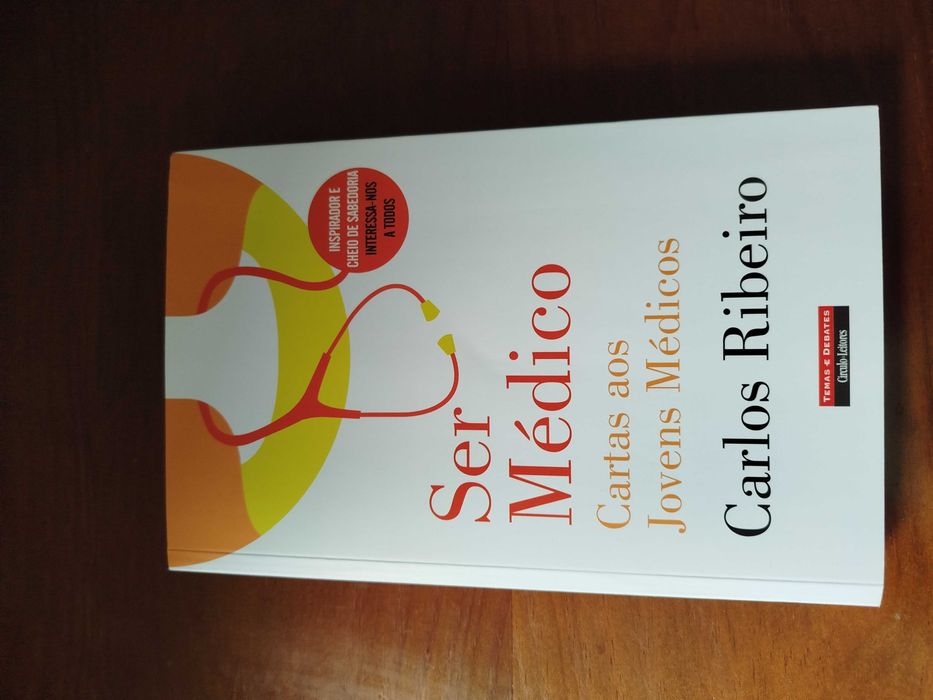 INSPIRADOR E
CHEIO DE SABEDORIA
INTERESSA-NOS
A TODOS
Ser
Médico
Cartas aos
Jovens Médicos
Carlos Ribeiro
TEMAS E DEBATES
Círculo Leitores